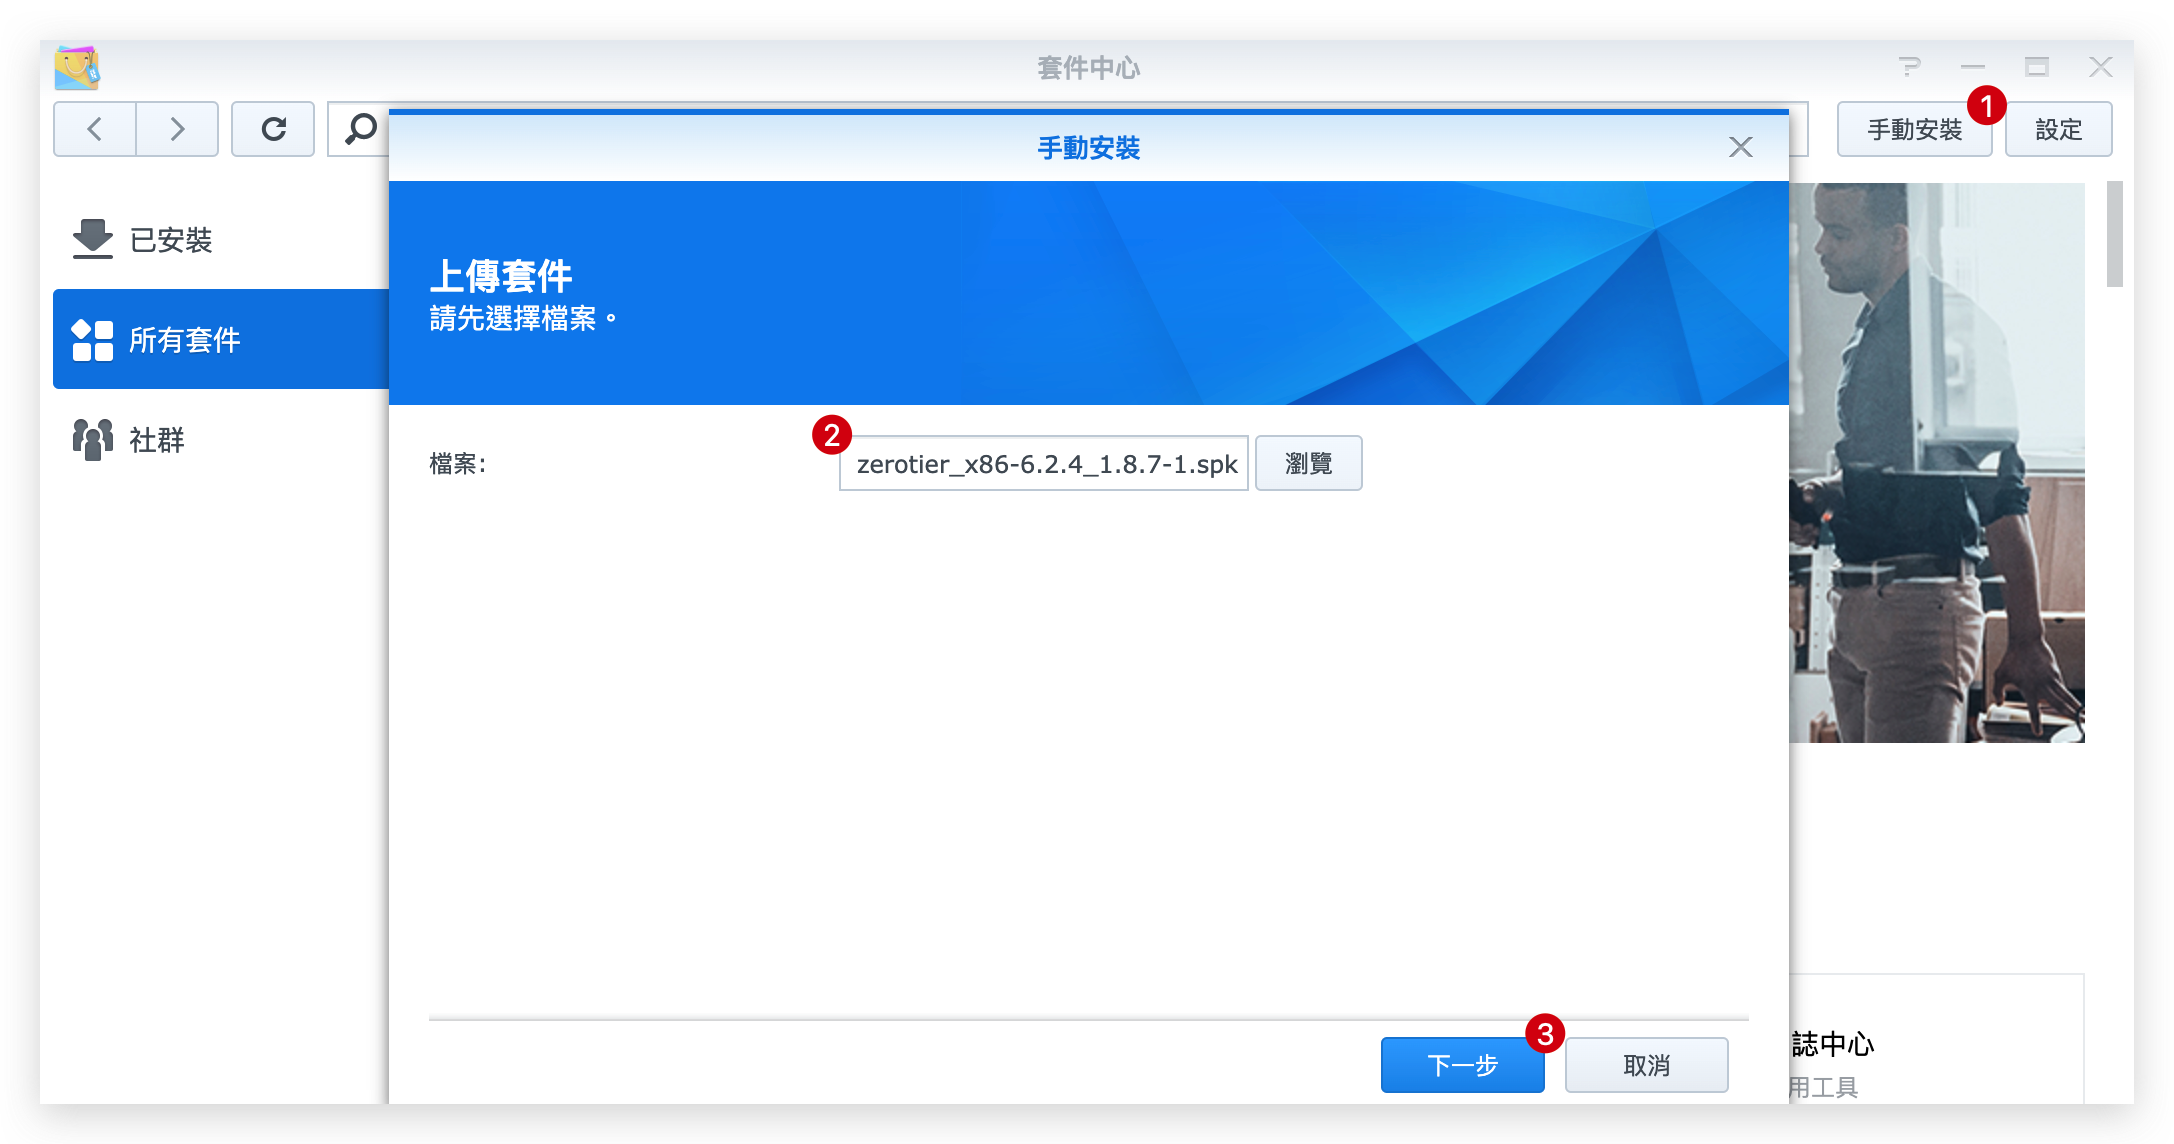 套件中心
手動安裝
1
設定
手動安裝
已安裝
所有套件
社群
上傳套件
請先選擇檔案。
2
檔案:
zerotier_x86-6.2.4_1.8.7-1.spk
瀏覽
3
下一步
取消
誌中心
用工具